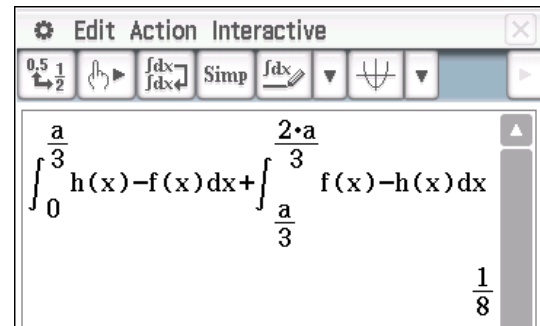 Edit Action Interactive
0.5 1/2 ∫dx ∫dx Simp ∫dx
∫_0^(a/3) h(x)−f(x)dx+∫_(a/3)^(2·a/3) f(x)−h(x)dx
1/8